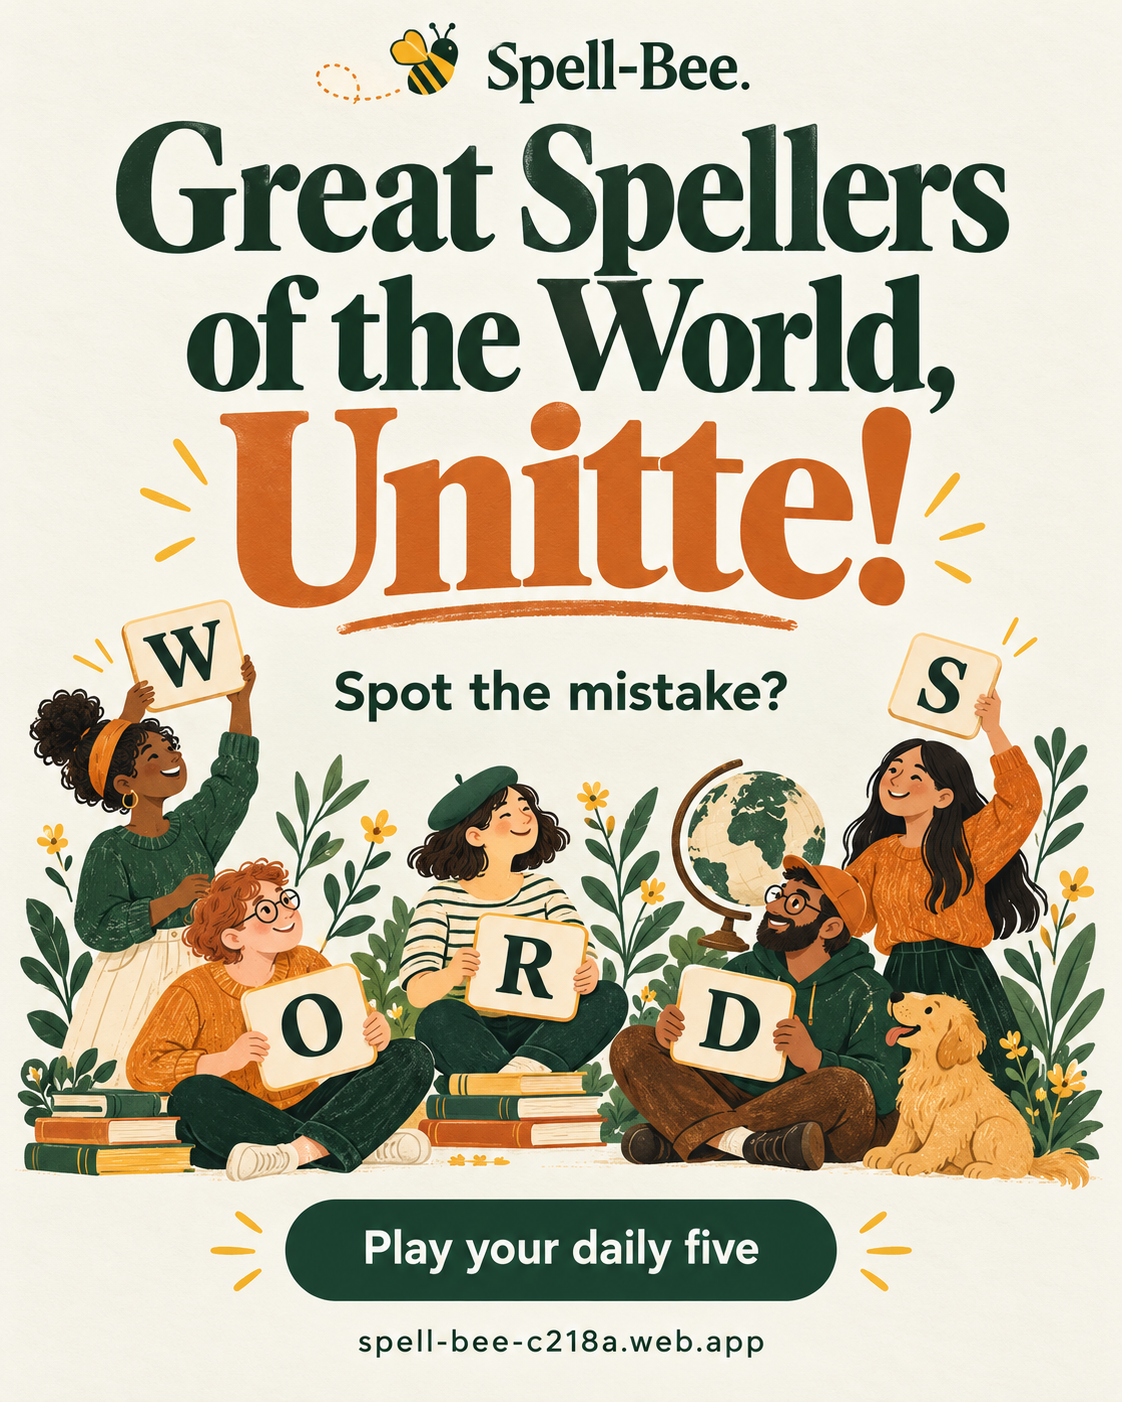 Spell-Bee.
Great Spellers
of the World,
Unitte!
Spot the mistake?
W
O
R
D
S
Play your daily five
spell-bee-c218a.web.app